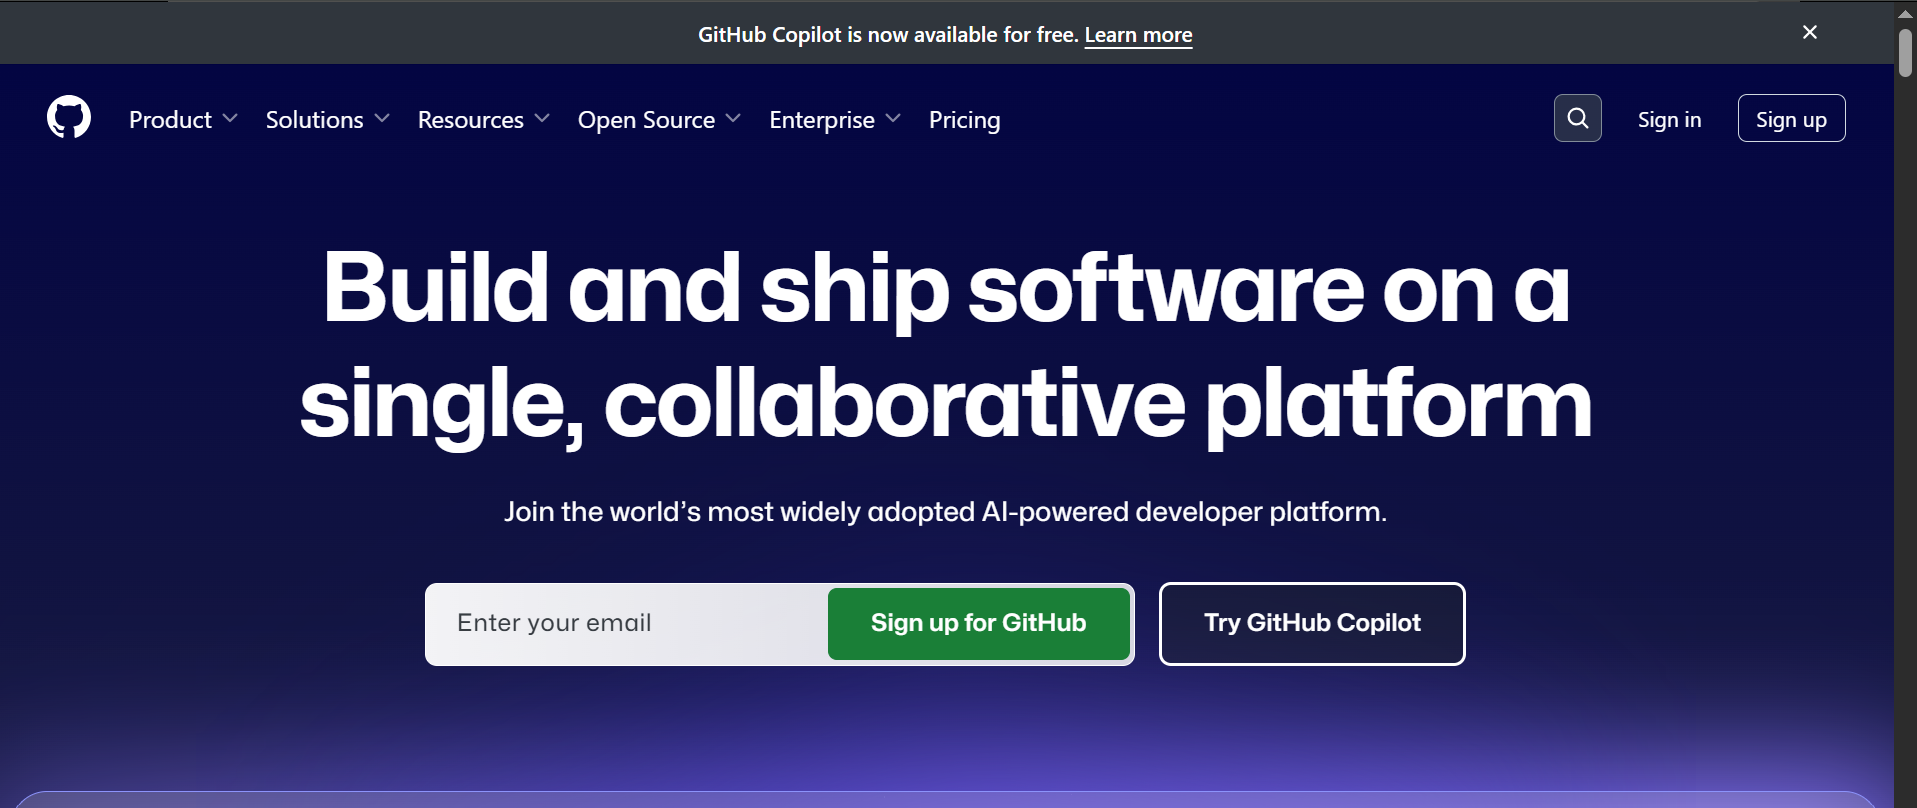 GitHub Copilot is now available for free. Learn more
Product Solutions Resources Open Source Enterprise Pricing Sign in Sign up
Build and ship software on a
single, collaborative platform
Join the world’s most widely adopted AI-powered developer platform.
Enter your email Sign up for GitHub Try GitHub Copilot